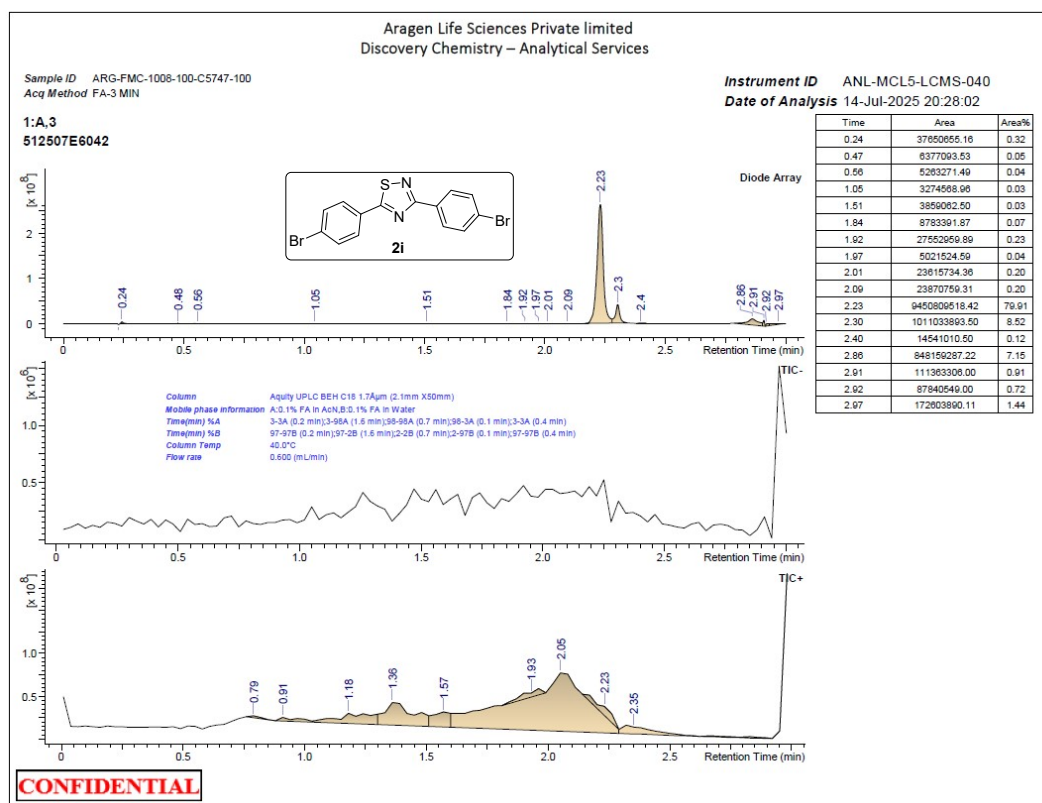 Aragen Life Sciences Private limited
Discovery Chemistry – Analytical Services
Sample ID ARG-FMC-1008-100-C5747-100
Acq Method FA-3 MIN
Instrument ID ANL-MCL5-LCMS-040
Date of Analysis 14-Jul-2025 20:28:02
1:A,3
512507E6042
Time Area Area%
0.24 37650655.16 0.32
0.47 6377093.53 0.05
0.56 5263271.49 0.04
1.05 3274568.96 0.03
1.51 3859062.50 0.03
1.84 8783391.87 0.07
1.92 27552959.89 0.23
1.97 5021524.59 0.04
2.01 23615734.36 0.20
2.09 23870759.31 0.20
2.23 9450809518.42 79.91
2.30 1011033893.50 8.52
2.40 14541010.50 0.12
2.86 848159287.22 7.15
2.91 111363306.00 0.91
2.92 87840549.00 0.72
2.97 172603890.11 1.44
Diode Array
[x 10^8]
2
1
0
S N
N
Br
Br
2i
0.24 0.48 0.56 1.05 1.51 1.84 1.92 1.97 2.01 2.09 2.23 2.3 2.4 2.86 2.91 2.92 2.97
0 0.5 1.0 1.5 2.0 2.5
Retention Time (min)
TIC-
[x 10^6]
1.0
0.5
Column Aquity UPLC BEH C18 1.7Âµm (2.1mm X50mm)
Mobile phase information A:0.1% FA in AcN,B:0.1% FA in Water
Time(min) %A 3-3A (0.2 min);3-98A (1.6 min);98-98A (0.7 min);98-3A (0.1 min);3-3A (0.4 min)
Time(min) %B 97-97B (0.2 min);97-2B (1.6 min);2-2B (0.7 min);2-97B (0.1 min);97-97B (0.4 min)
Column Temp 40.0°C
Flow rate 0.600 (mL/min)
0 0.5 1.0 1.5 2.0 2.5
Retention Time (min)
TIC+
[x 10^8]
1.0
0.5
0.79 0.91 1.18 1.36 1.57 1.93 2.05 2.23 2.35
0 0.5 1.0 1.5 2.0 2.5
Retention Time (min)
CONFIDENTIAL